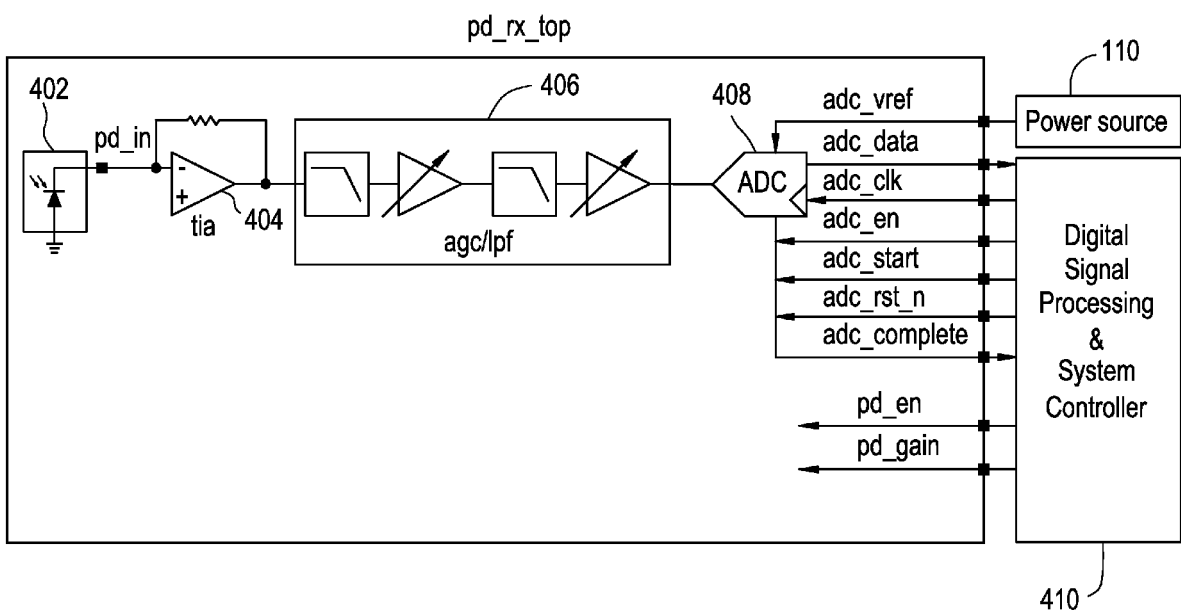 pd_rx_top
110
402
406
408
adc_vref
Power source
pd_in
adc_data
-
ADC
adc_clk
+
404
adc_en
tia
agc/lpf
adc_start
adc_rst_n
adc_complete
Digital
Signal
Processing
&
System
Controller
pd_en
pd_gain
410